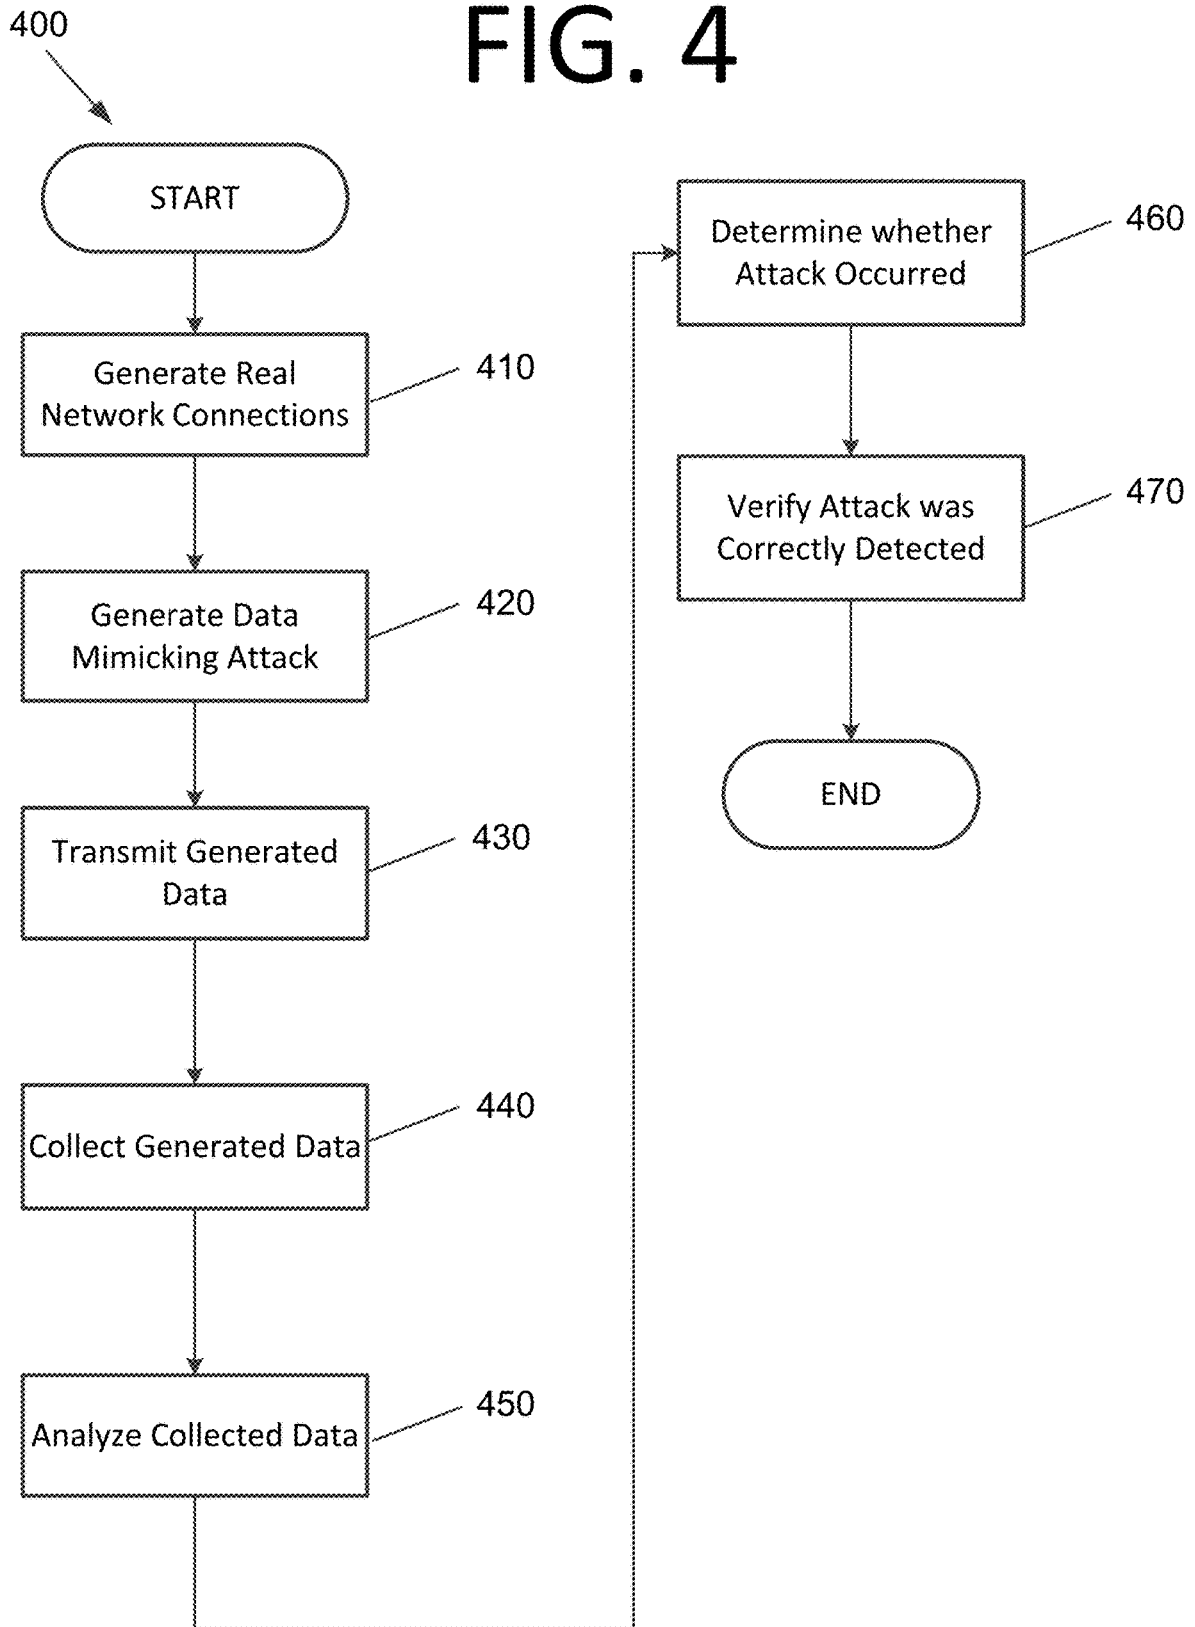 400
FIG. 4
START
Generate Real
Network Connections
410
Generate Data
Mimicking Attack
420
Transmit Generated
Data
430
Collect Generated Data
440
Analyze Collected Data
450
Determine whether
Attack Occurred
460
Verify Attack was
Correctly Detected
470
END